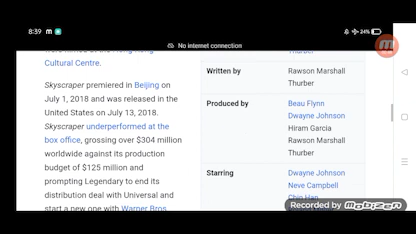 8:39
24%
No internet connection
Cultural Centre.
Skyscraper premiered in Beijing on
July 1, 2018 and was released in the
United States on July 13, 2018.
Skyscraper underperformed at the
box office, grossing over $304 million
worldwide against its production
budget of $125 million and
prompting Legendary to end its
distribution deal with Universal and
start a new one with Warner Bros
Thurber
Written by
Rawson Marshall
Thurber
Produced by
Beau Flynn
Dwayne Johnson
Hiram Garcia
Rawson Marshall
Thurber
Starring
Dwayne Johnson
Neve Campbell
Chin Han
Recorded by
mobizen